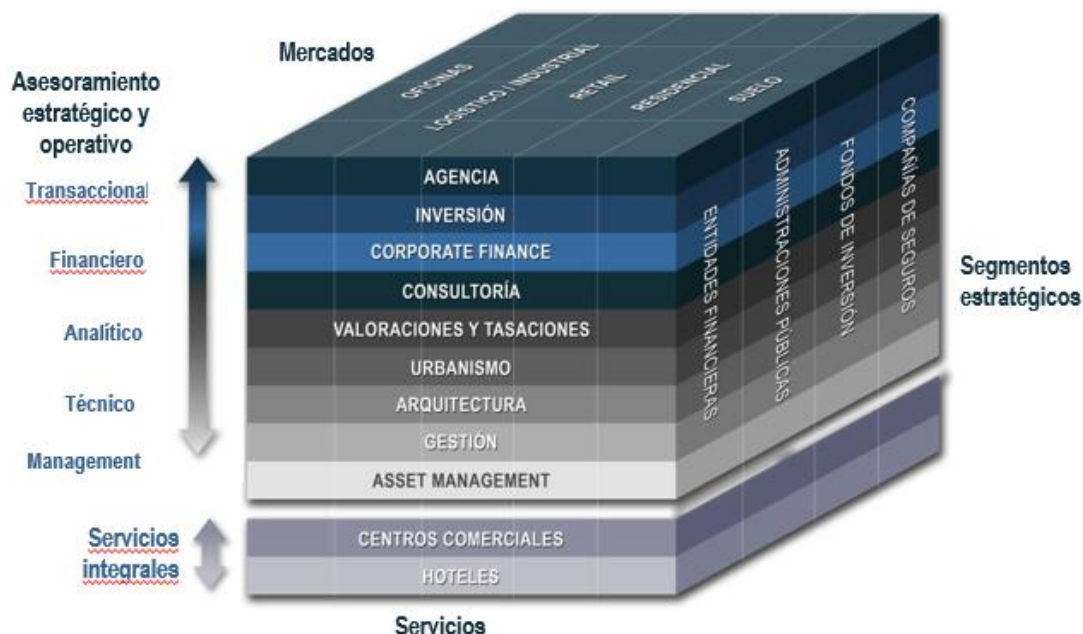 Mercados
OFICINAS
LOGÍSTICO / INDUSTRIAL
RETAIL
RESIDENCIAL
SUELO
Asesoramiento
estratégico y
operativo
Transaccional
Financiero
Analítico
Técnico
Management
Servicios
integrales
AGENCIA
INVERSIÓN
CORPORATE FINANCE
CONSULTORÍA
VALORACIONES Y TASACIONES
URBANISMO
ARQUITECTURA
GESTIÓN
ASSET MANAGEMENT
CENTROS COMERCIALES
HOTELES
Servicios
ENTIDADES FINANCIERAS
ADMINISTRACIONES PÚBLICAS
FONDOS DE INVERSIÓN
COMPAÑÍAS DE SEGUROS
Segmentos
estratégicos